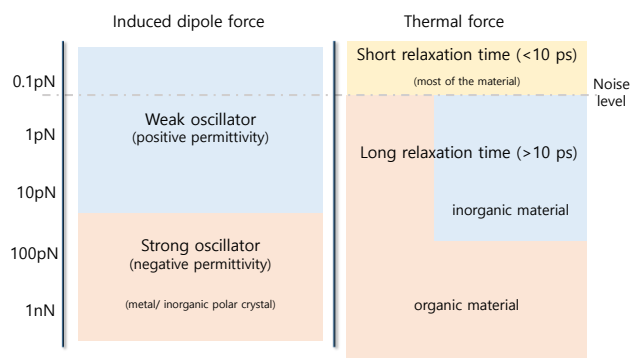 Induced dipole force
Thermal force
0.1pN
1pN
10pN
100pN
1nN
Weak oscillator
(positive permittivity)
Strong oscillator
(negative permittivity)
(metal/ inorganic polar crystal)
Short relaxation time (<10 ps)
(most of the material)
Noise
level
Long relaxation time (>10 ps)
inorganic material
organic material